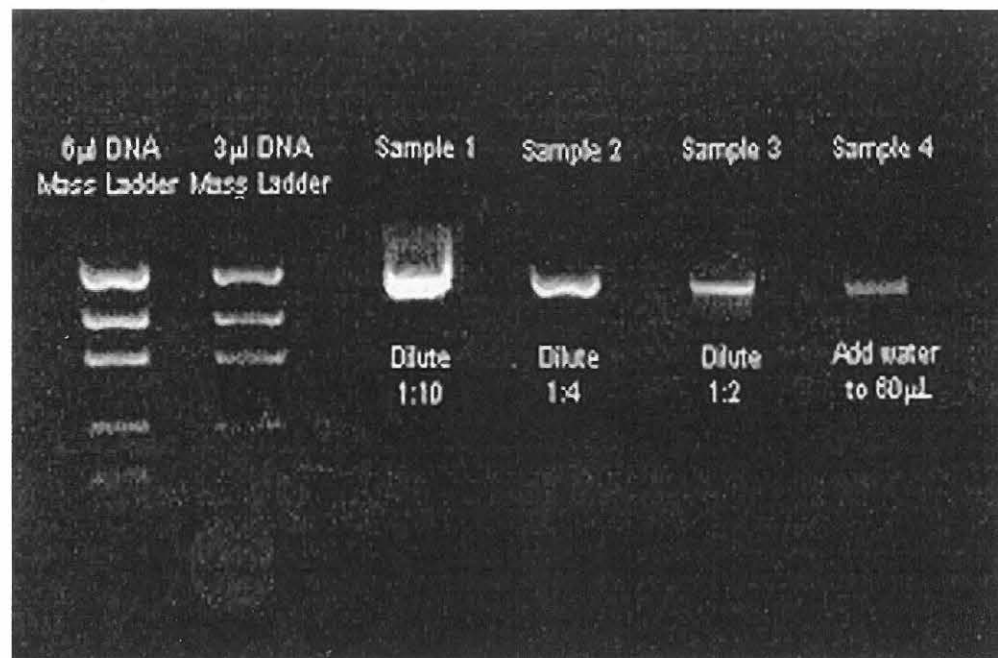 6µl DNA
Mass Ladder
3µl DNA
Mass Ladder
Sample 1
Sample 2
Sample 3
Sample 4
Dilute
1:10
Dilute
1:4
Dilute
1:2
Add water
to 60µL